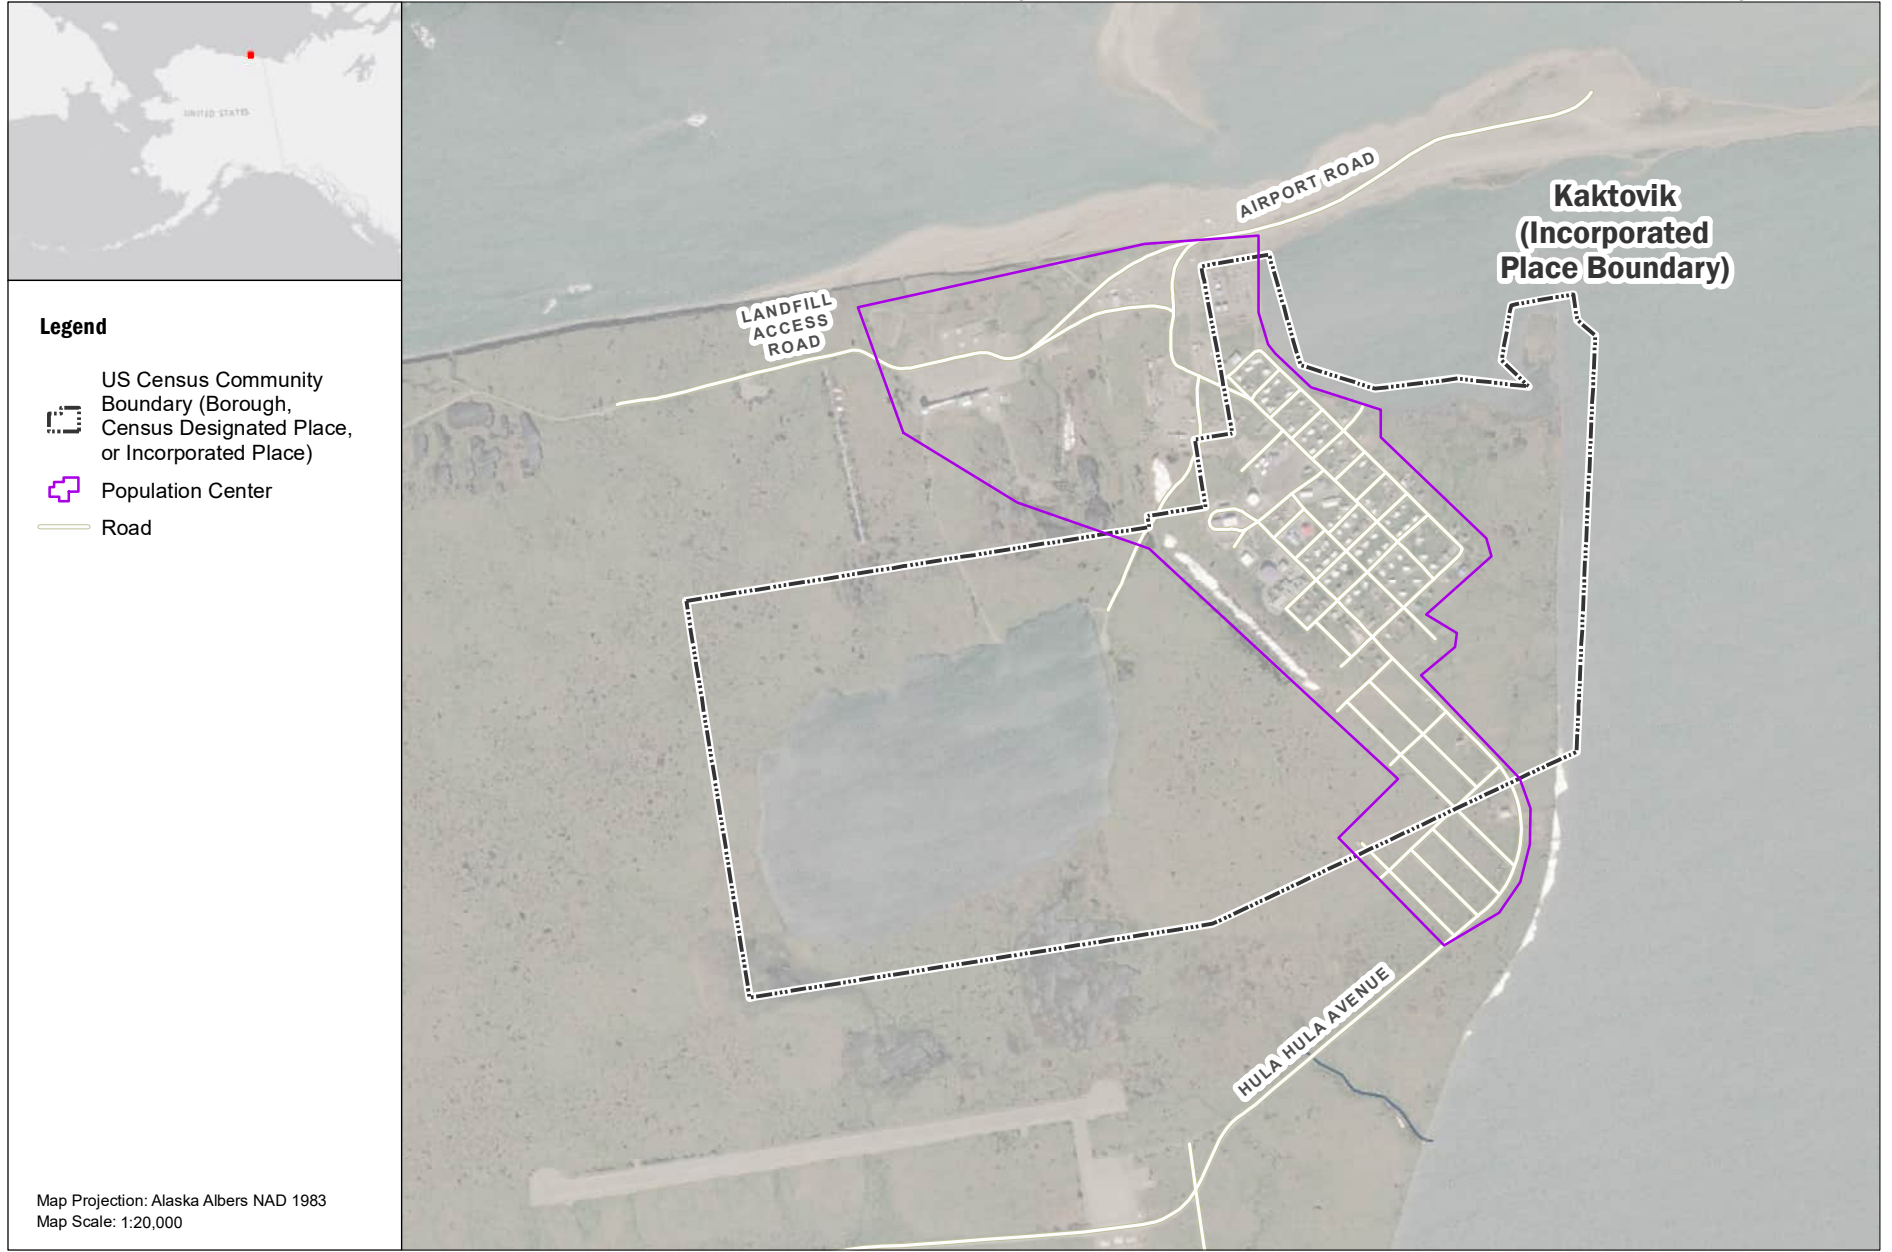 UNITED STATES
Legend
US Census Community
Boundary (Borough,
Census Designated Place,
or Incorporated Place)
Population Center
Road
Map Projection: Alaska Albers NAD 1983
Map Scale: 1:20,000
AIRPORT ROAD
Kaktovik
(Incorporated
Place Boundary)
LANDFILL
ACCESS
ROAD
HULA HULA AVENUE